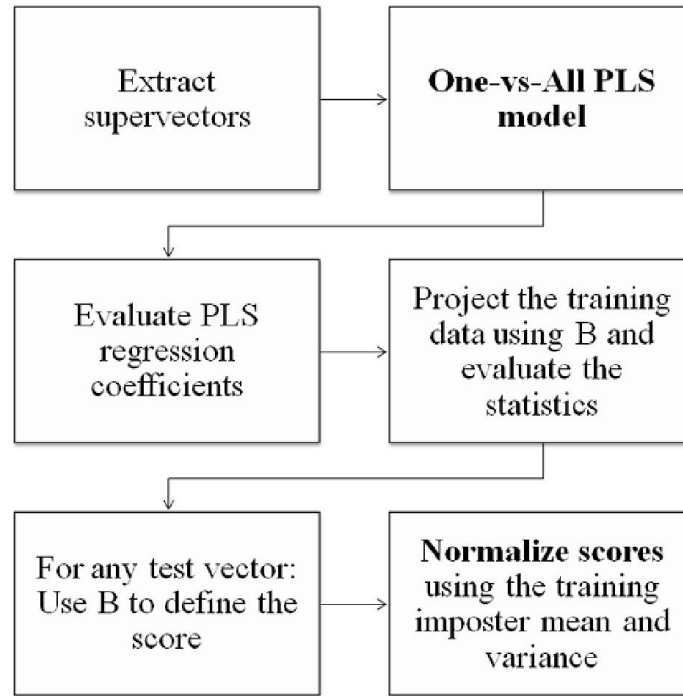 Extract
supervectors
One-vs-All PLS
model
Evaluate PLS
regression
coefficients
Project the training
data using B and
evaluate the
statistics
For any test vector:
Use B to define the
score
Normalize scores
using the training
imposter mean and
variance